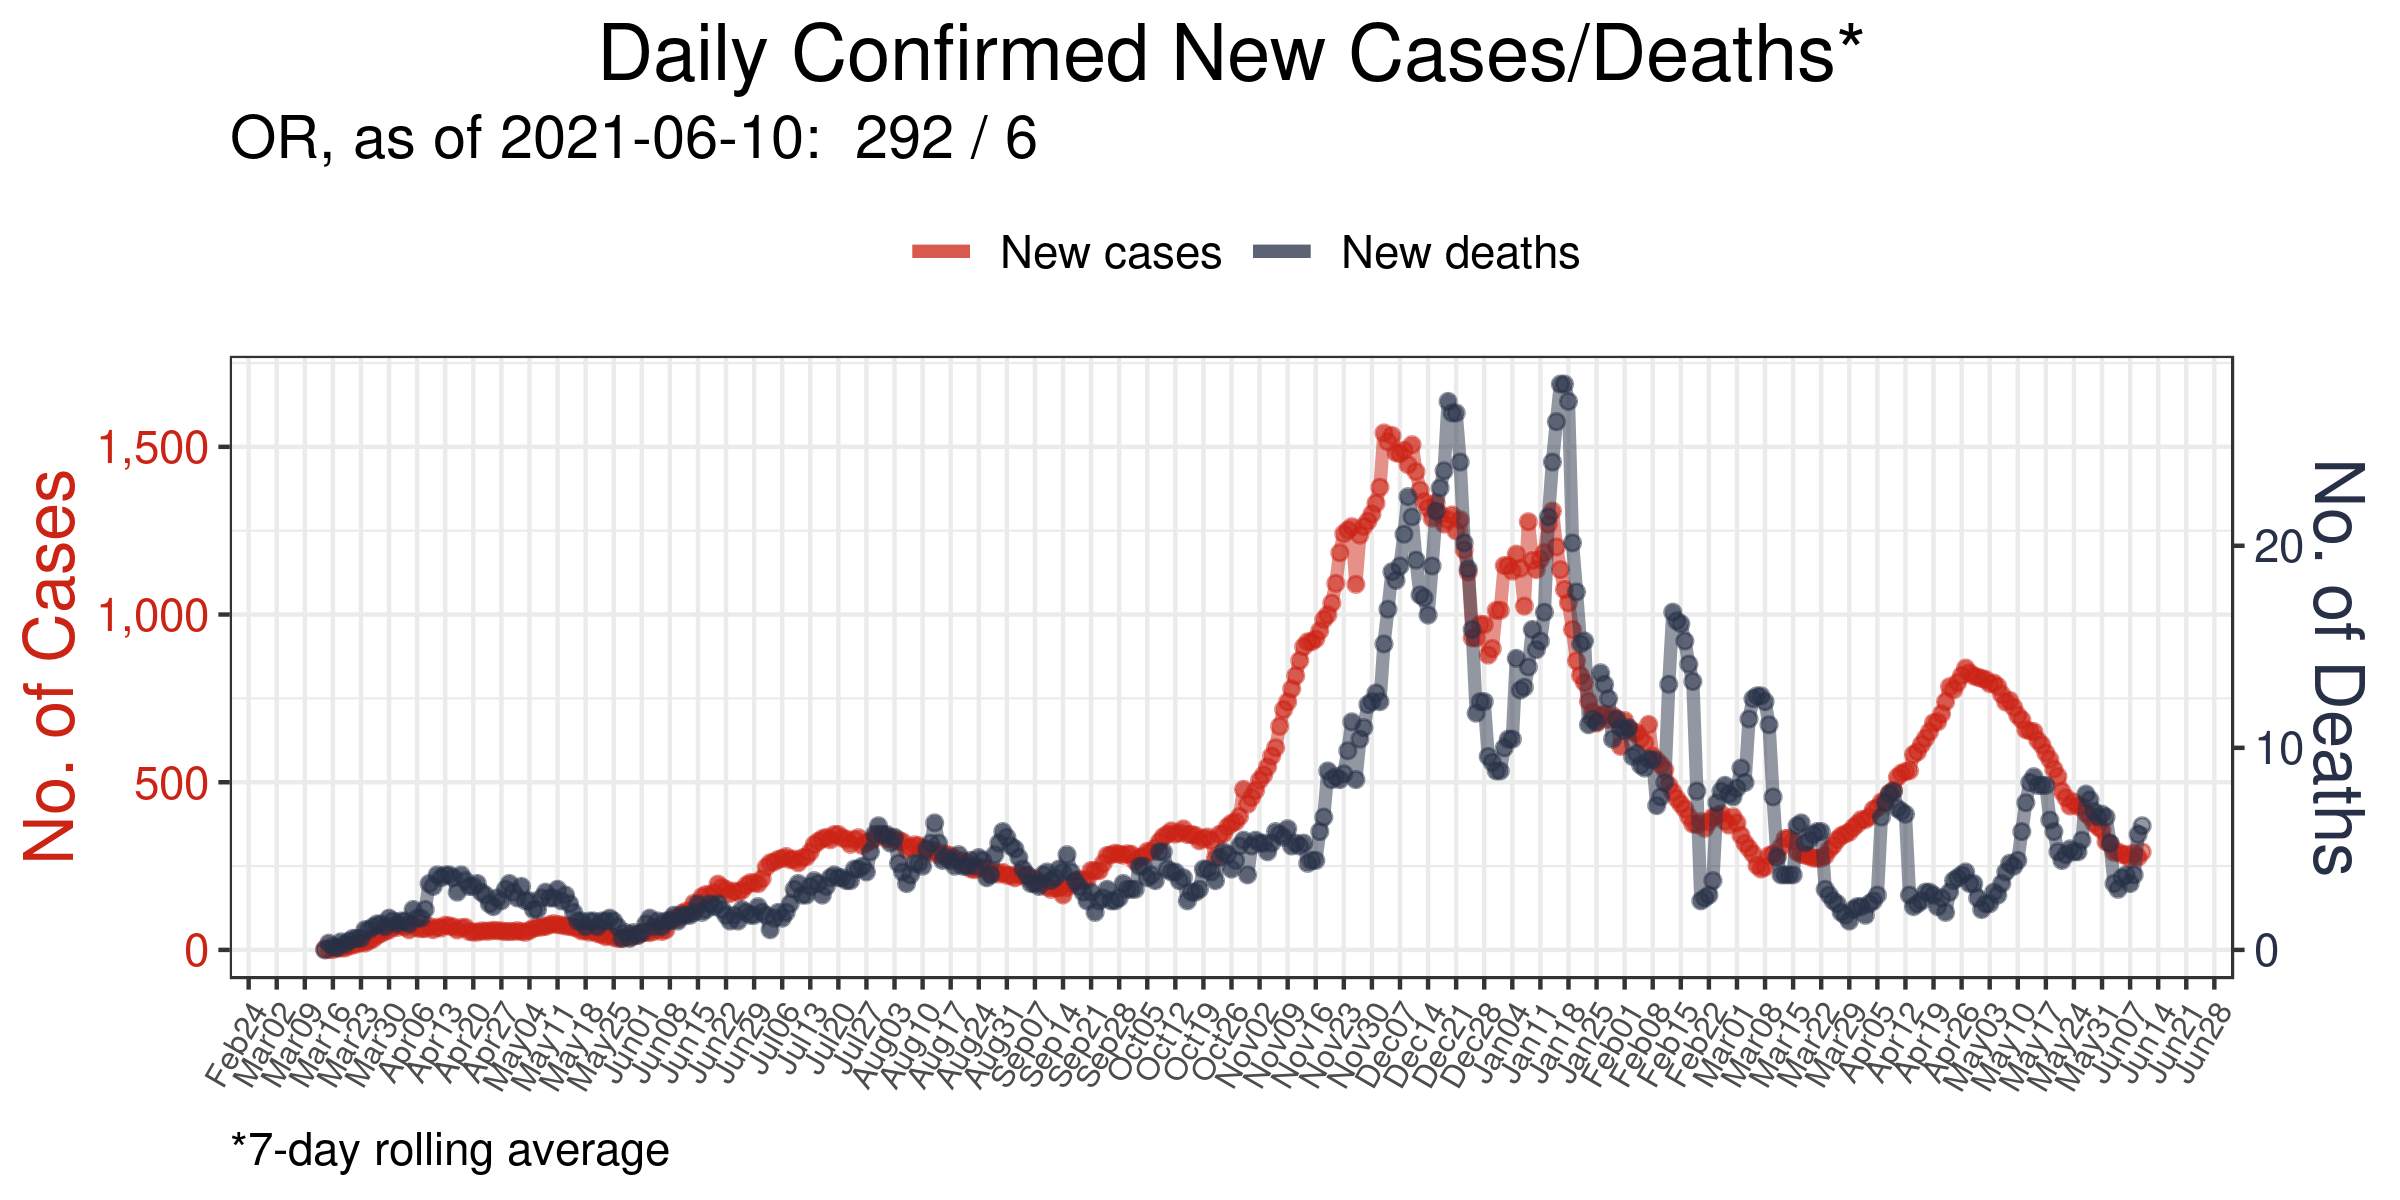 Daily Confirmed New Cases/Deaths*
OR, as of 2021-06-10:  292 / 6
New cases
New deaths
No. of Cases
1,500
1,000
500
0
No. of Deaths
20
10
0
Feb24
Mar02
Mar09
Mar16
Mar23
Mar30
Apr06
Apr13
Apr20
Apr27
May04
May11
May18
May25
Jun01
Jun08
Jun15
Jun22
Jun29
Jul06
Jul13
Jul20
Jul27
Aug03
Aug10
Aug17
Aug24
Aug31
Sep07
Sep14
Sep21
Sep28
Oct05
Oct12
Oct19
Oct26
Nov02
Nov09
Nov16
Nov23
Nov30
Dec07
Dec14
Dec21
Dec28
Jan04
Jan11
Jan18
Jan25
Feb01
Feb08
Feb15
Feb22
Mar01
Mar08
Mar15
Mar22
Mar29
Apr05
Apr12
Apr19
Apr26
May03
May10
May17
May24
May31
Jun07
Jun14
Jun21
Jun28
*7-day rolling average